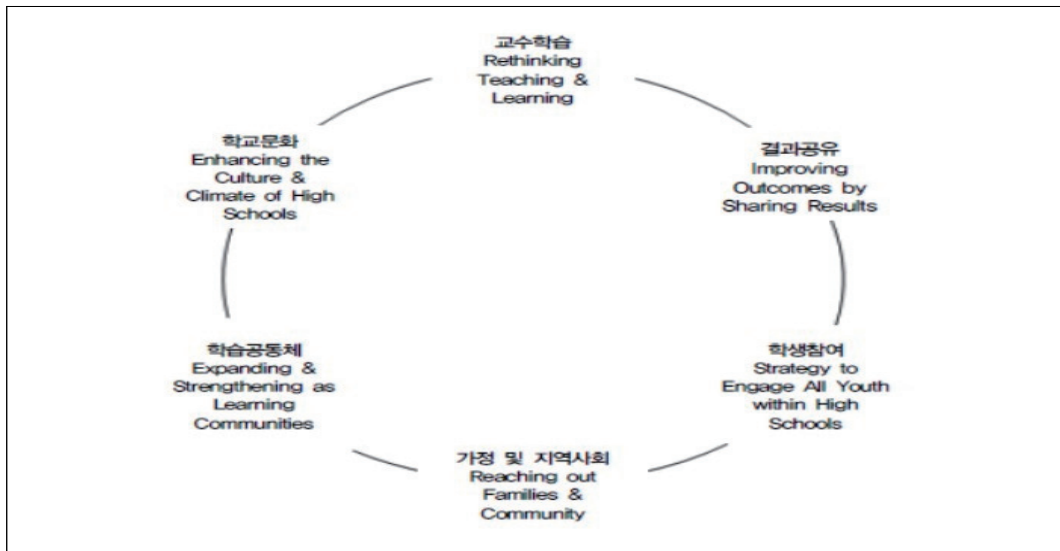 교수학습
Rethinking
Teaching &
Learning
결과공유
Improving
Outcomes by
Sharing Results
학생참여
Strategy to
Engage All Youth
within High
Schools
가정 및 지역사회
Reaching out
Families &
Community
학습공동체
Expanding &
Strengthening as
Learning
Communities
학교문화
Enhancing the
Culture &
Climate of High
Schools